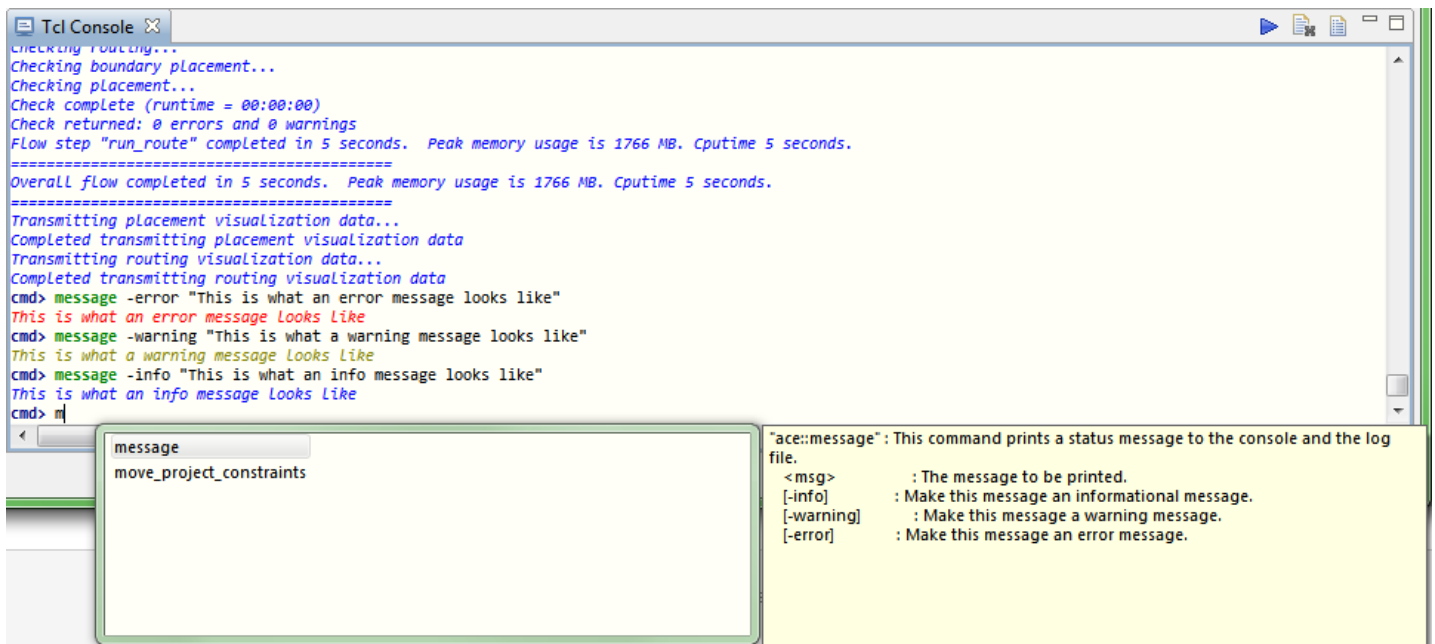 Tcl Console
Checking routing...
Checking boundary placement...
Checking placement...
Check complete (runtime = 00:00:00)
Check returned: 0 errors and 0 warnings
Flow step "run_route" completed in 5 seconds.  Peak memory usage is 1766 MB. Cputime 5 seconds.
===========================================
Overall flow completed in 5 seconds.  Peak memory usage is 1766 MB. Cputime 5 seconds.
===========================================
Transmitting placement visualization data...
Completed transmitting placement visualization data
Transmitting routing visualization data...
Completed transmitting routing visualization data
cmd> message -error "This is what an error message looks like"
This is what an error message looks like
cmd> message -warning "This is what a warning message looks like"
This is what a warning message looks like
cmd> message -info "This is what an info message looks like"
This is what an info message looks like
cmd> m
message
move_project_constraints
"ace::message" : This command prints a status message to the console and the log
file.
<msg> : The message to be printed.
[-info] : Make this message an informational message.
[-warning] : Make this message a warning message.
[-error] : Make this message an error message.